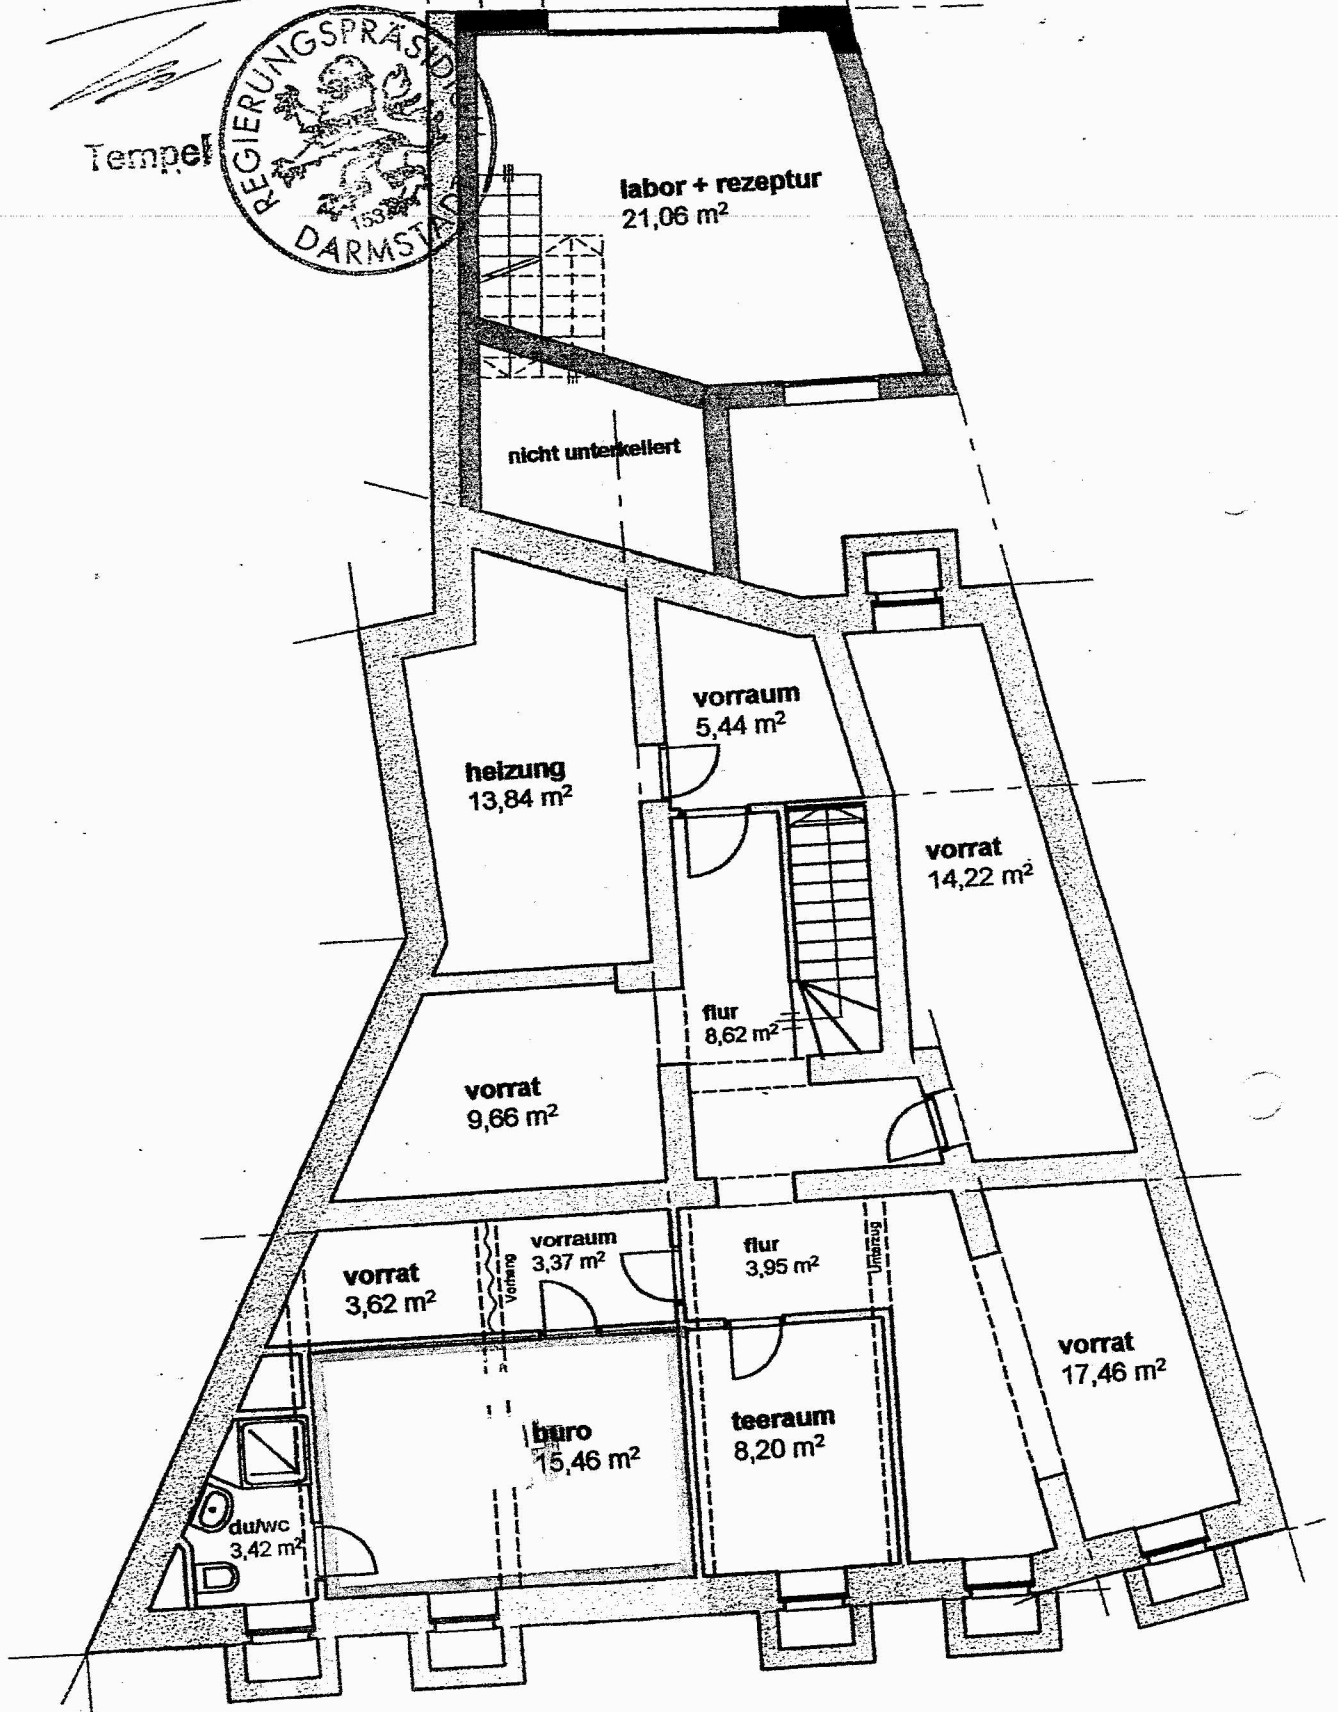 REGIERUNGSPRÄSIDIUM
DARMSTADT
153
Tempel
labor + rezeptur
21,06 m²
nicht unterkellert
vorraum
5,44 m²
heizung
13,84 m²
vorrat
14,22 m²
flur
8,62 m²
vorrat
9,66 m²
vorraum
3,37 m²
flur
3,95 m²
Unterzug
Vorhang
vorrat
3,62 m²
vorrat
17,46 m²
büro
15,46 m²
teeraum
8,20 m²
du/wc
3,42 m²